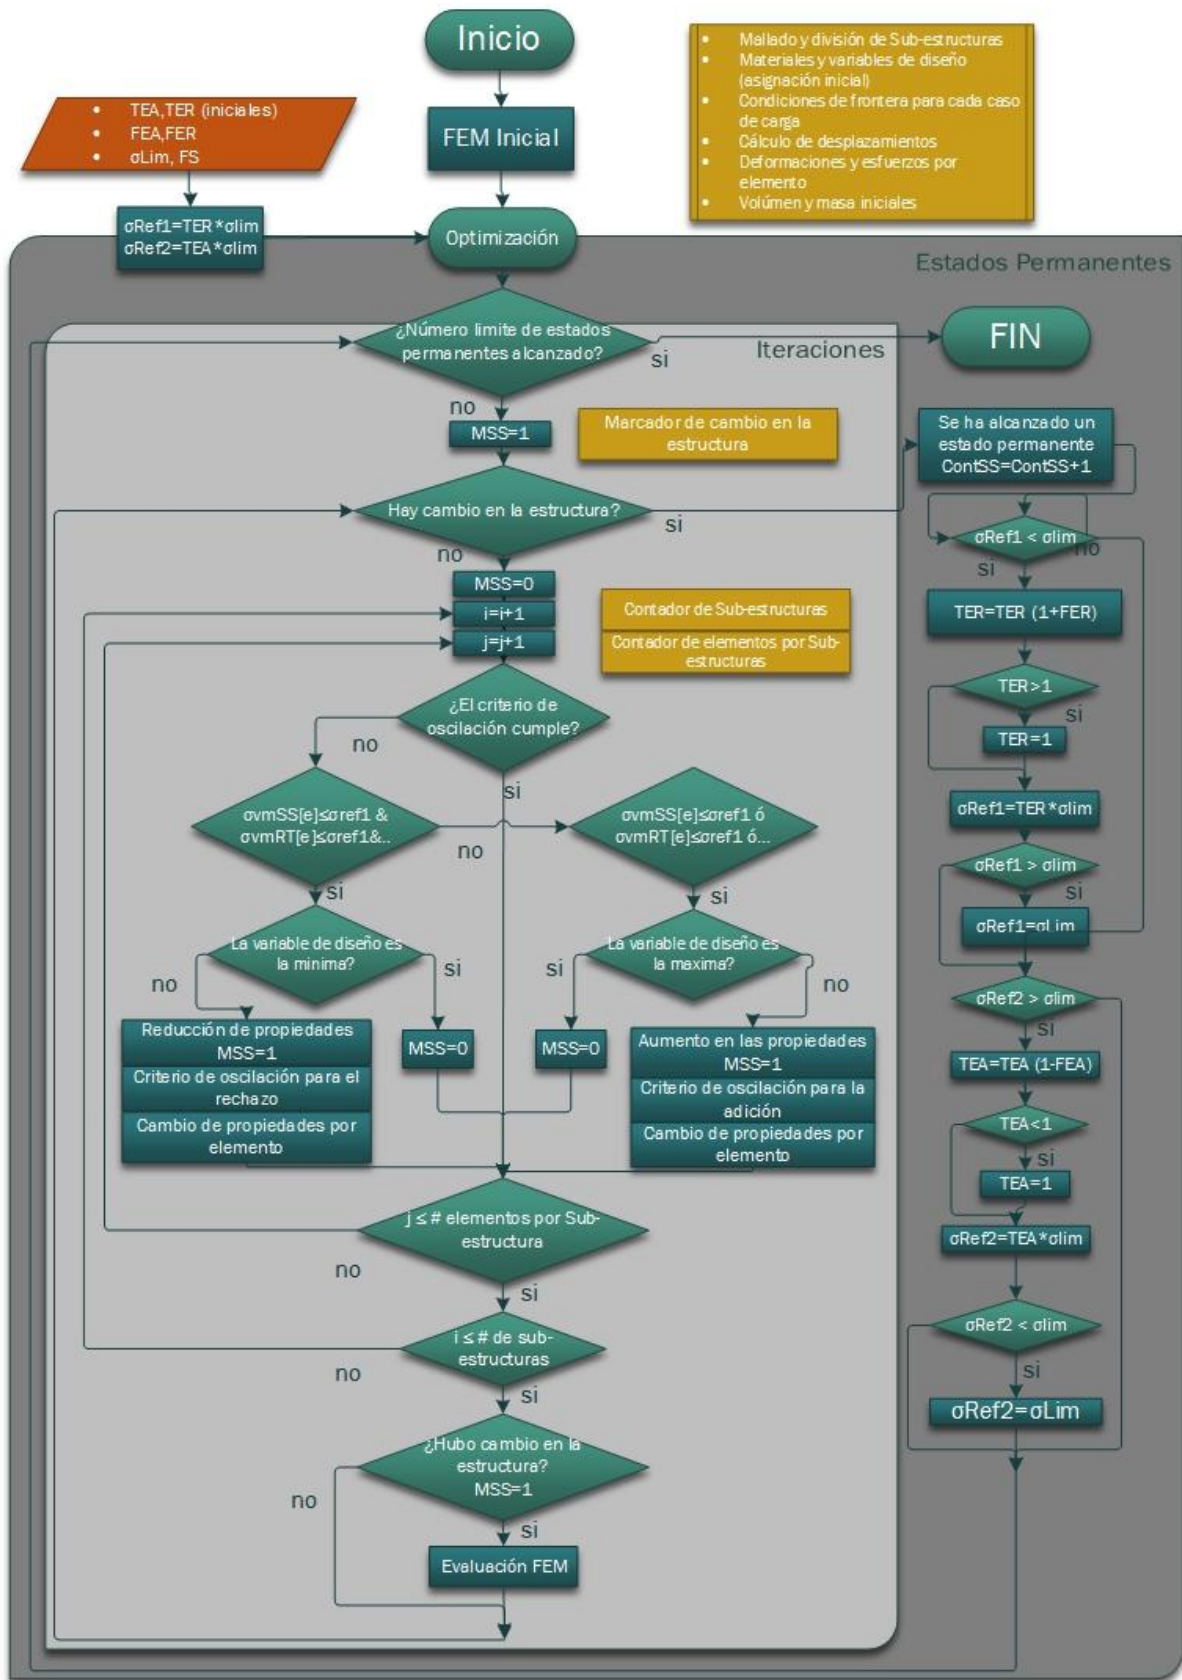 Inicio
FEM Inicial
• Mallado y división de Sub-estructuras
• Materiales y variables de diseño
(asignación inicial)
• Condiciones de frontera para cada caso
de carga
• Cálculo de desplazamientos
• Deformaciones y esfuerzos por
elemento
• Volúmen y masa iniciales
• TEA,TER (iniciales)
• FEA,FER
• σLim, FS
σRef1=TER*σlim
σRef2=TEA*σlim
Optimización
Estados Permanentes
¿Número limite de estados
permanentes alcanzado?
si
Iteraciones
FIN
no
MSS=1
Marcador de cambio en la
estructura
Hay cambio en la estructura?
si
no
MSS=0
i=i+1
j=j+1
Contador de Sub-estructuras
Contador de elementos por Sub-
estructuras
¿El criterio de
oscilación cumple?
no
si
σvmSS[e]≤σref1 &
σvmRT[e]≤σref1&..
no
σvmSS[e]≤σref1 ó
σvmRT[e]≤σref1 ó...
si
si
La variable de diseño es
la minima?
no
si
La variable de diseño es
la maxima?
si
no
Reducción de propiedades
MSS=1
Criterio de oscilación para el
rechazo
Cambio de propiedades por
elemento
MSS=0
MSS=0
Aumento en las propiedades
MSS=1
Criterio de oscilación para la
adición
Cambio de propiedades por
elemento
j ≤ # elementos por Sub-
estructura
no
si
i ≤ # de sub-
estructuras
no
si
¿Hubo cambio en la
estructura?
MSS=1
no
si
Evaluación FEM
Se ha alcanzado un
estado permanente
ContSS=ContSS+1
σRef1 < σlim
no
si
TER=TER (1+FER)
TER>1
si
TER=1
σRef1=TER*σlim
σRef1 > σlim
si
σRef1=σLim
σRef2 > σlim
si
TEA=TEA (1-FEA)
TEA<1
si
TEA=1
σRef2=TEA*σlim
σRef2 < σlim
si
σRef2=σLim